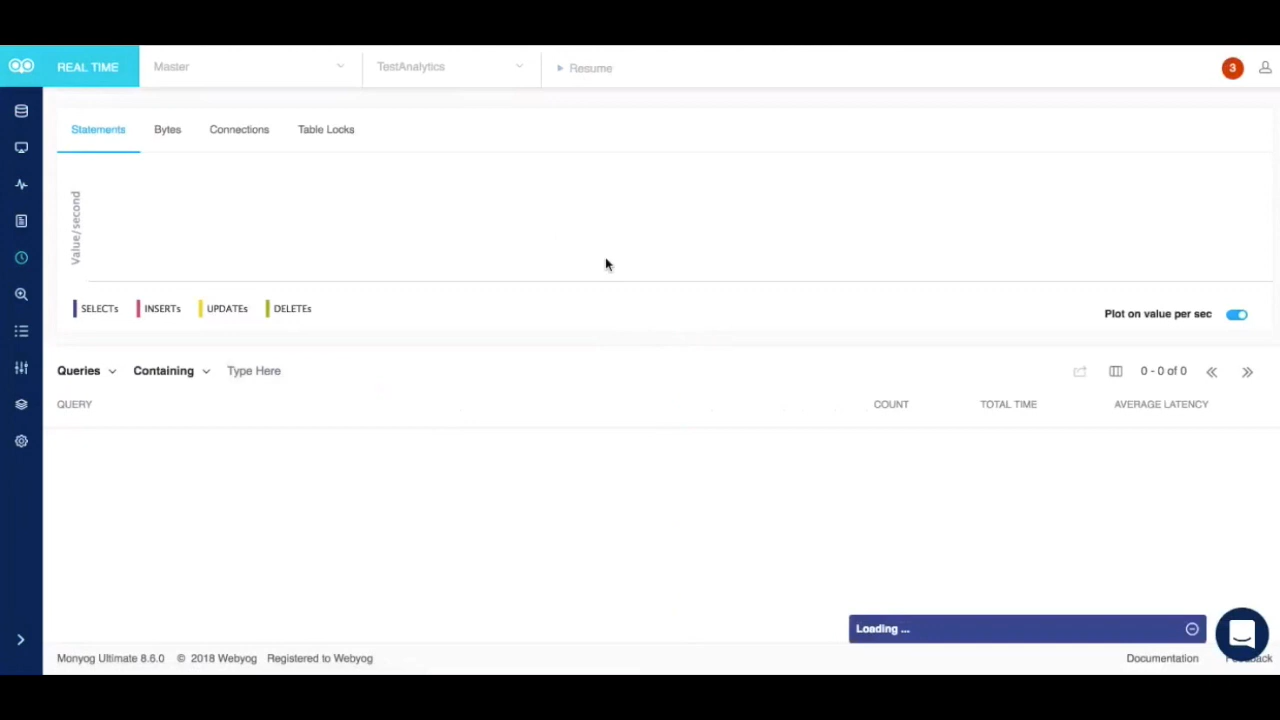 REAL TIME Master TestAnalytics Resume 3
Statements Bytes Connections Table Locks
Value/second
SELECTs INSERTs UPDATEs DELETEs
Plot on value per sec
Queries Containing Type Here 0 - 0 of 0
QUERY COUNT TOTAL TIME AVERAGE LATENCY
Loading ...
Monyog Ultimate 8.6.0 © 2018 Webyog Registered to Webyog Documentation